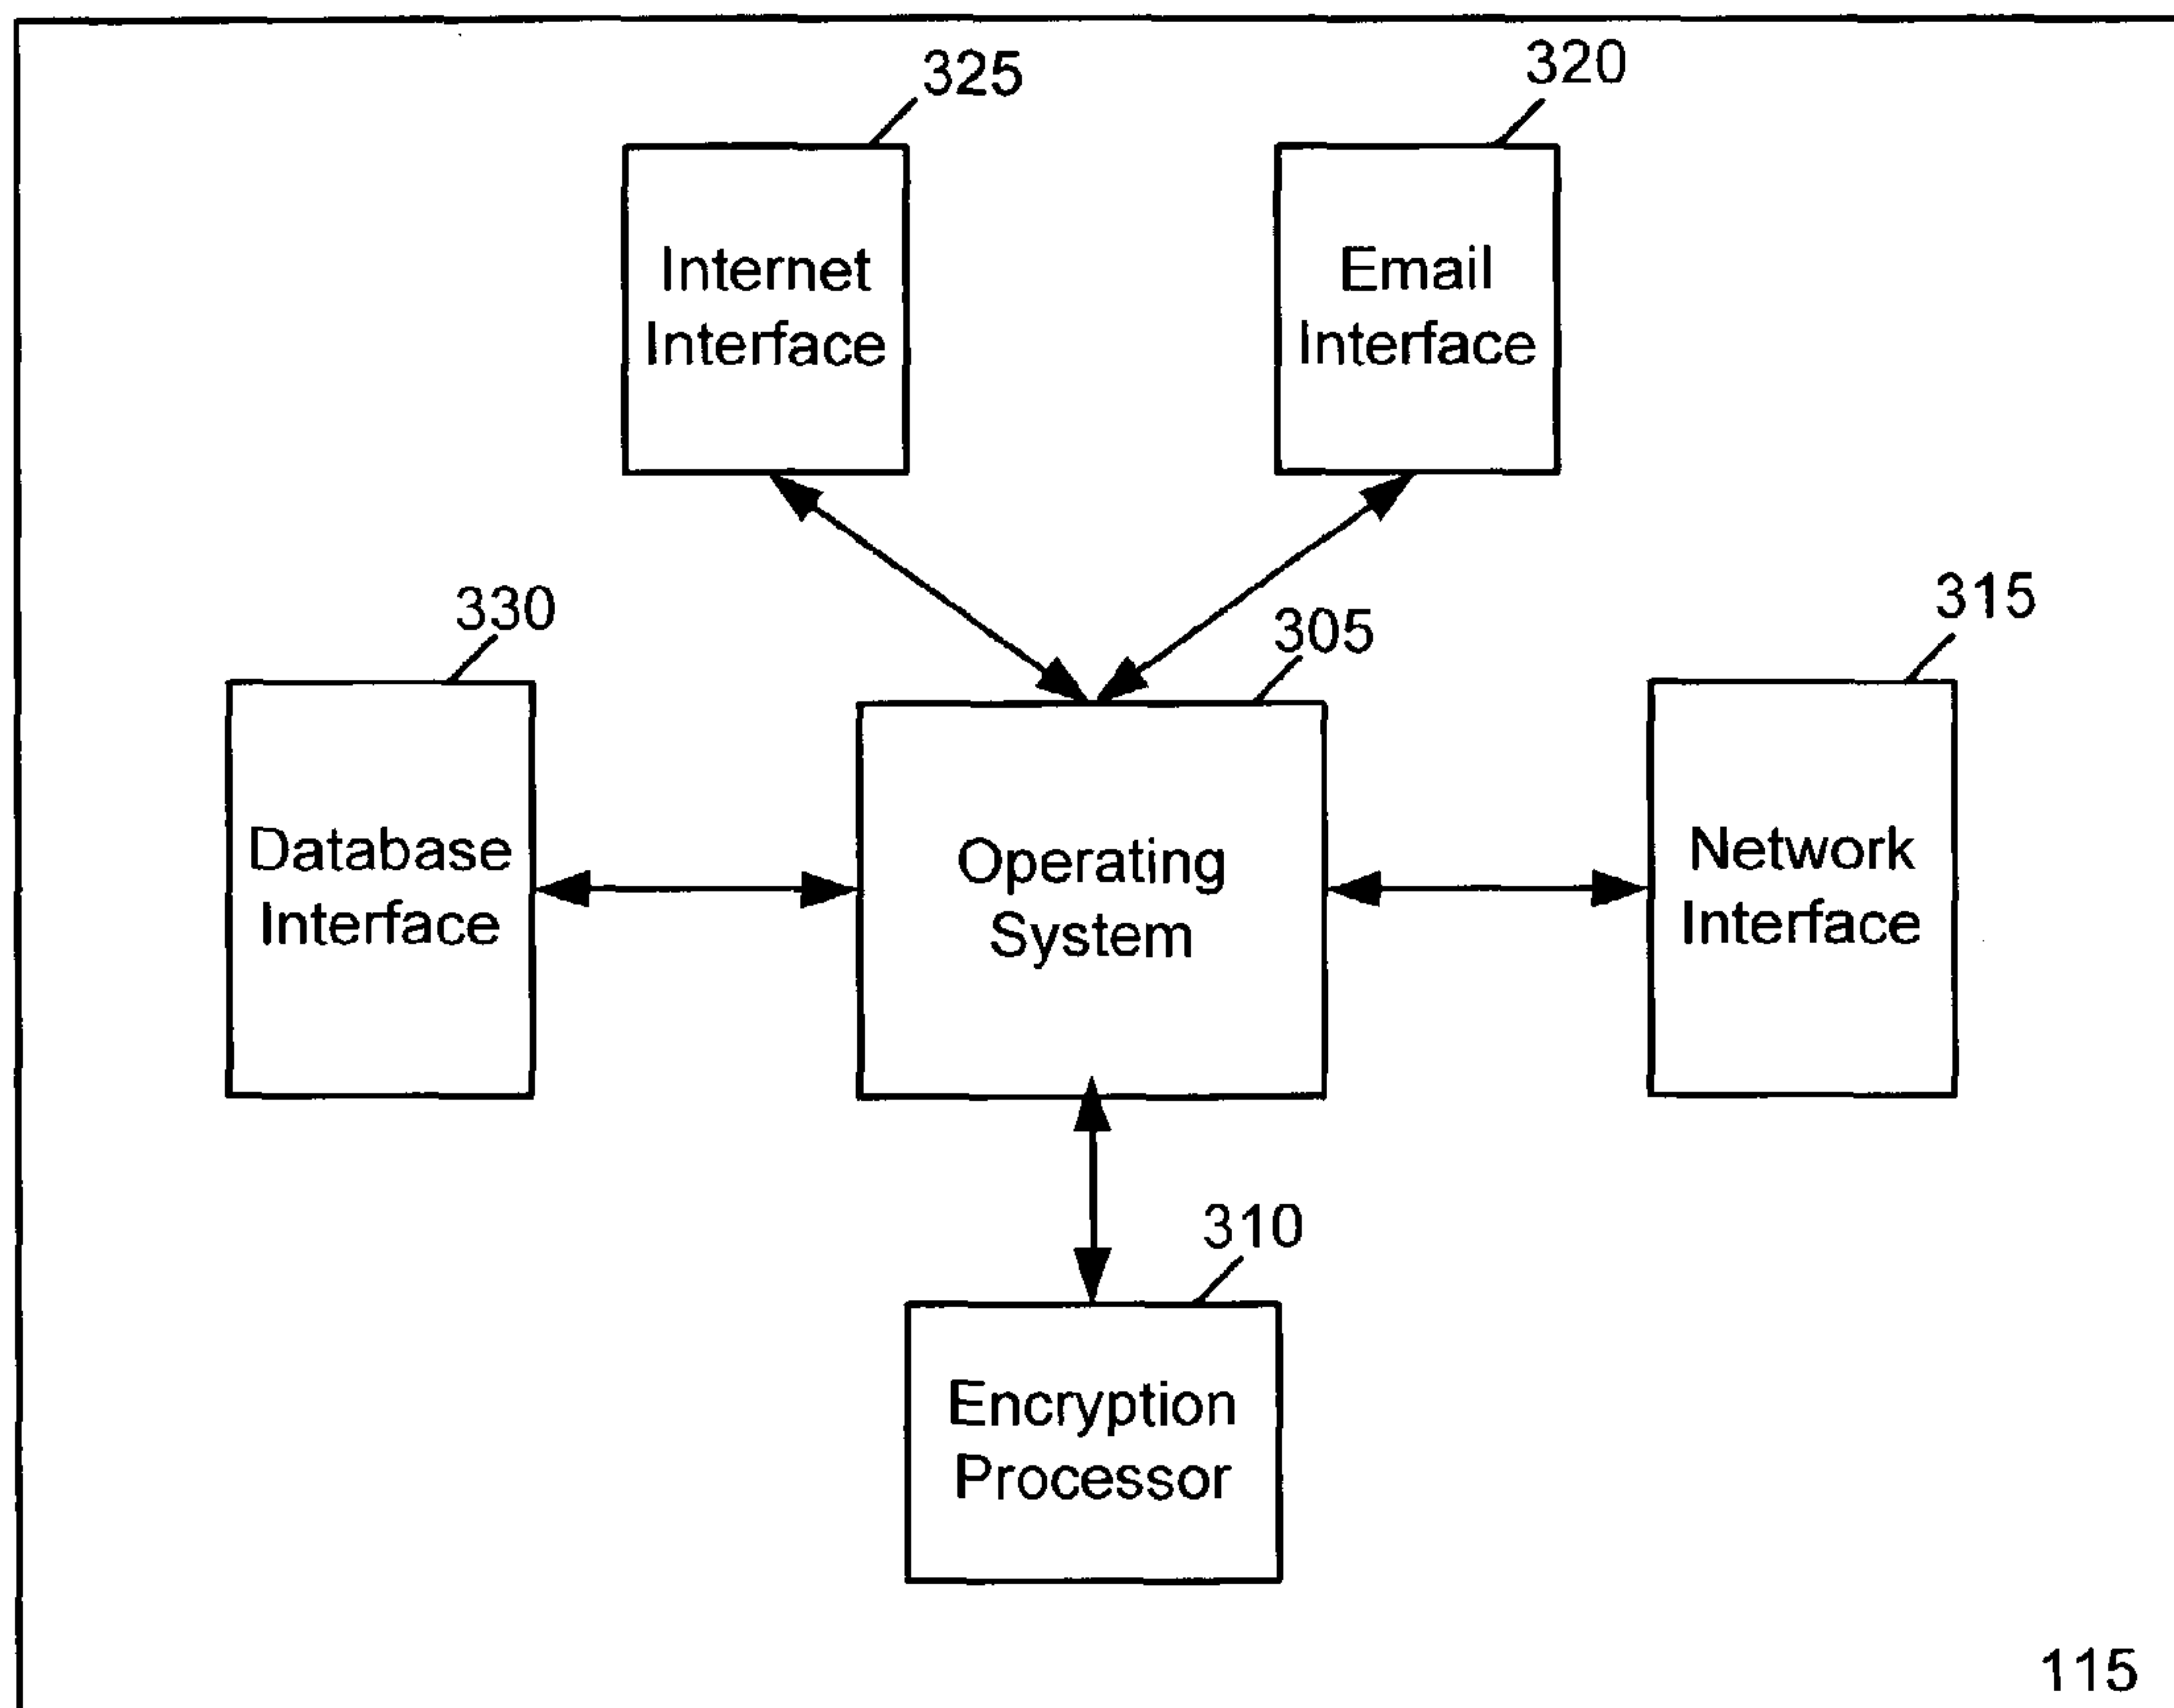 325
320
Internet
Interface
Email
Interface
330
305
315
Database
Interface
Operating
System
Network
Interface
310
Encryption
Processor
115